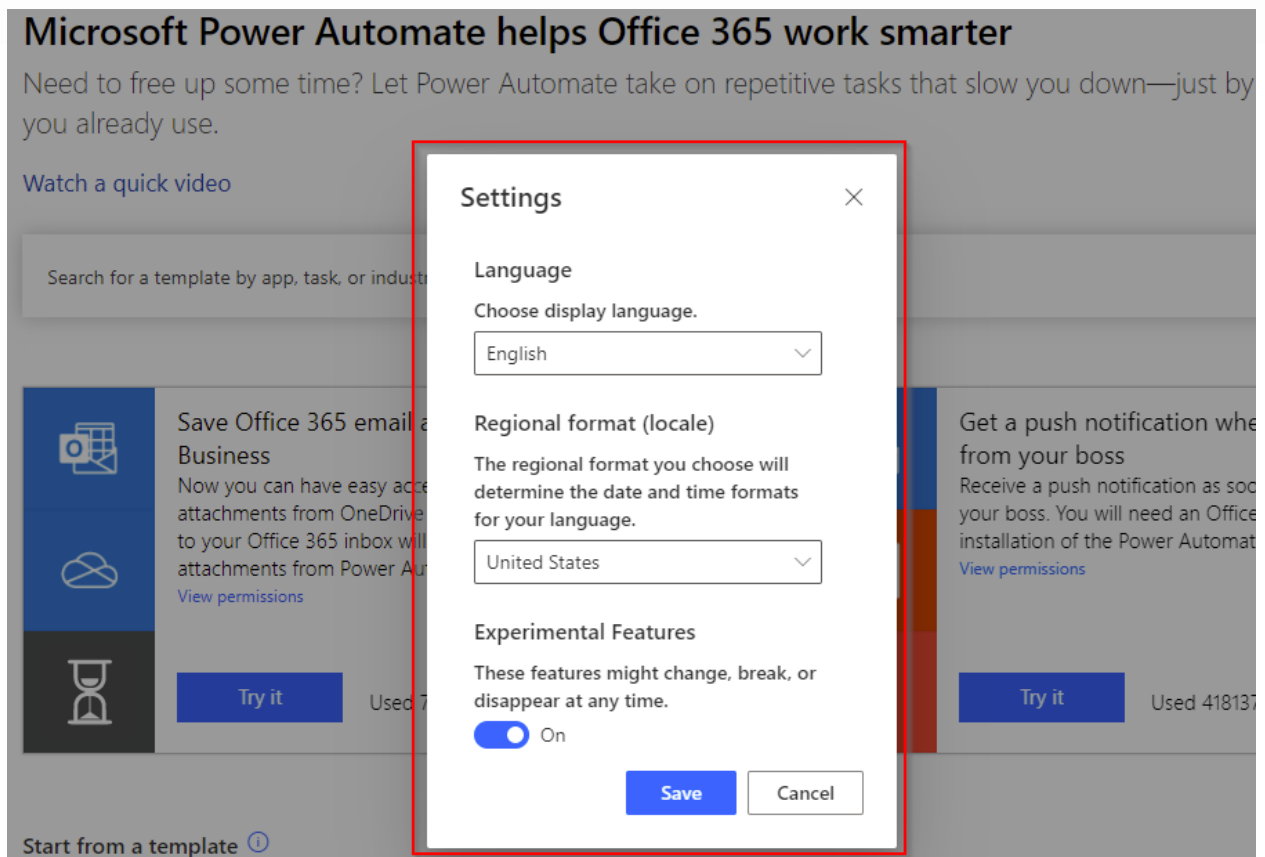 Microsoft Power Automate helps Office 365 work smarter
Need to free up some time? Let Power Automate take on repetitive tasks that slow you down—just by
you already use.
Watch a quick video
Search for a template by app, task, or industr
Settings
Language
Choose display language.
English
Regional format (locale)
The regional format you choose will
determine the date and time formats
for your language.
United States
Experimental Features
These features might change, break, or
disappear at any time.
On
Save
Cancel
Save Office 365 email a
Business
Now you can have easy acce
attachments from OneDrive
to your Office 365 inbox will
attachments from Power Au
View permissions
Try it
Used 7
Get a push notification whe
from your boss
Receive a push notification as soo
your boss. You will need an Office
installation of the Power Automat
View permissions
Try it
Used 418137
Start from a template